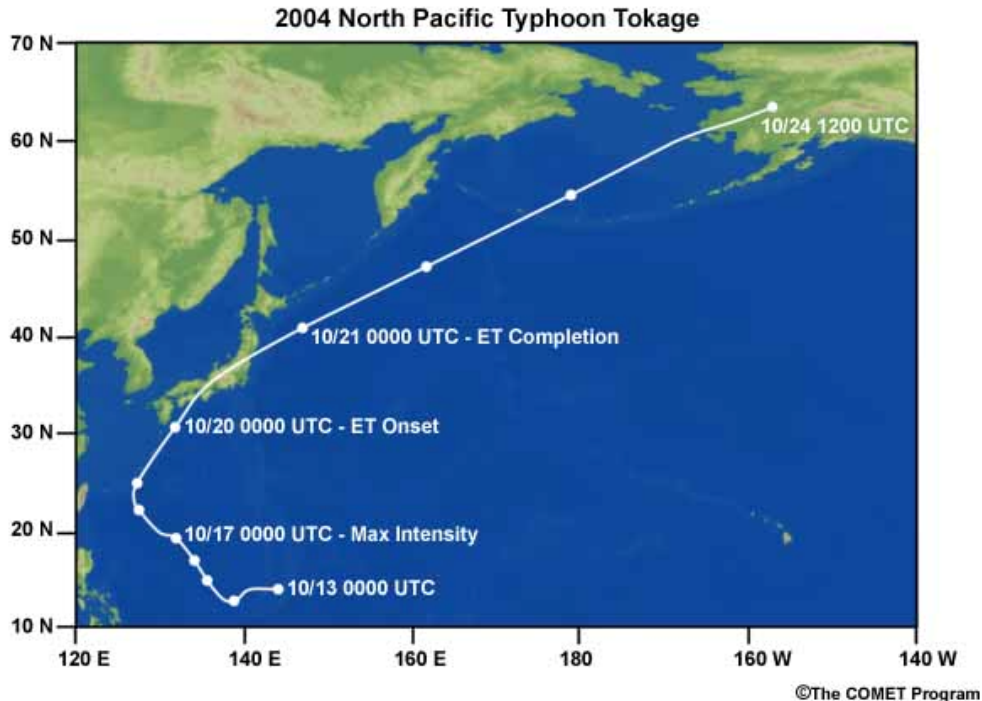 2004 North Pacific Typhoon Tokage
70 N
60 N
50 N
40 N
30 N
20 N
10 N
10/24 1200 UTC
10/21 0000 UTC - ET Completion
10/20 0000 UTC - ET Onset
10/17 0000 UTC - Max Intensity
10/13 0000 UTC
120 E
140 E
160 E
180
160 W
140 W
©The COMET Program